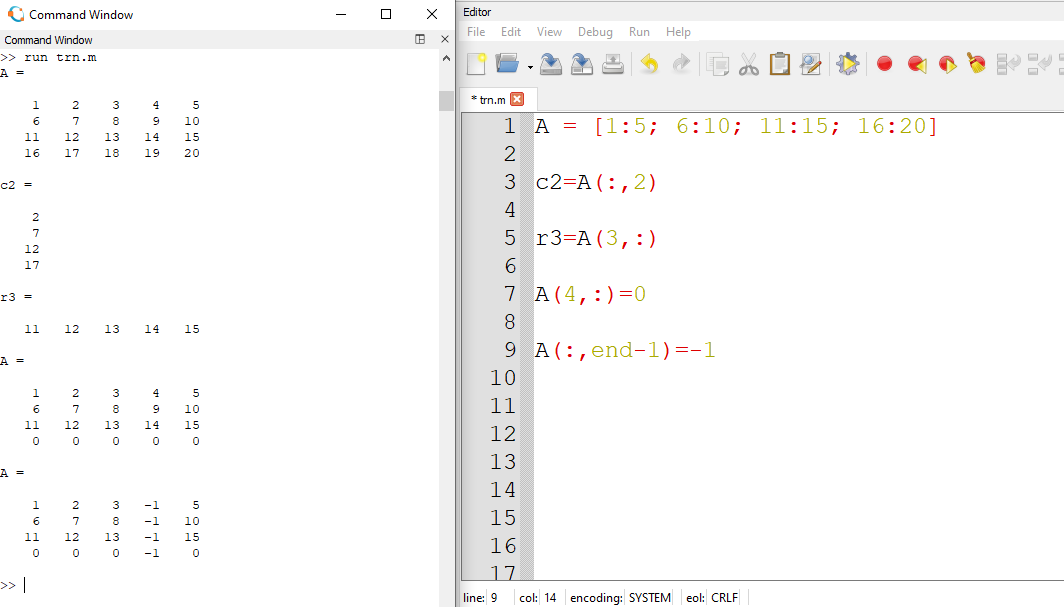 Command Window
Command Window
>> run trn.m
A =
1 2 3 4 5
6 7 8 9 10
11 12 13 14 15
16 17 18 19 20
c2 =
2
7
12
17
r3 =
11 12 13 14 15
A =
1 2 3 4 5
6 7 8 9 10
11 12 13 14 15
0 0 0 0 0
A =
1 2 3 -1 5
6 7 8 -1 10
11 12 13 -1 15
0 0 0 -1 0
>>
Editor
File Edit View Debug Run Help
* trn.m
1 A = [1:5; 6:10; 11:15; 16:20]
2
3 c2=A(:,2)
4
5 r3=A(3,:)
6
7 A(4,:)=0
8
9 A(:,end-1)=-1
10
11
12
13
14
15
16
17
line: 9 col: 14 encoding: SYSTEM eol: CRLF